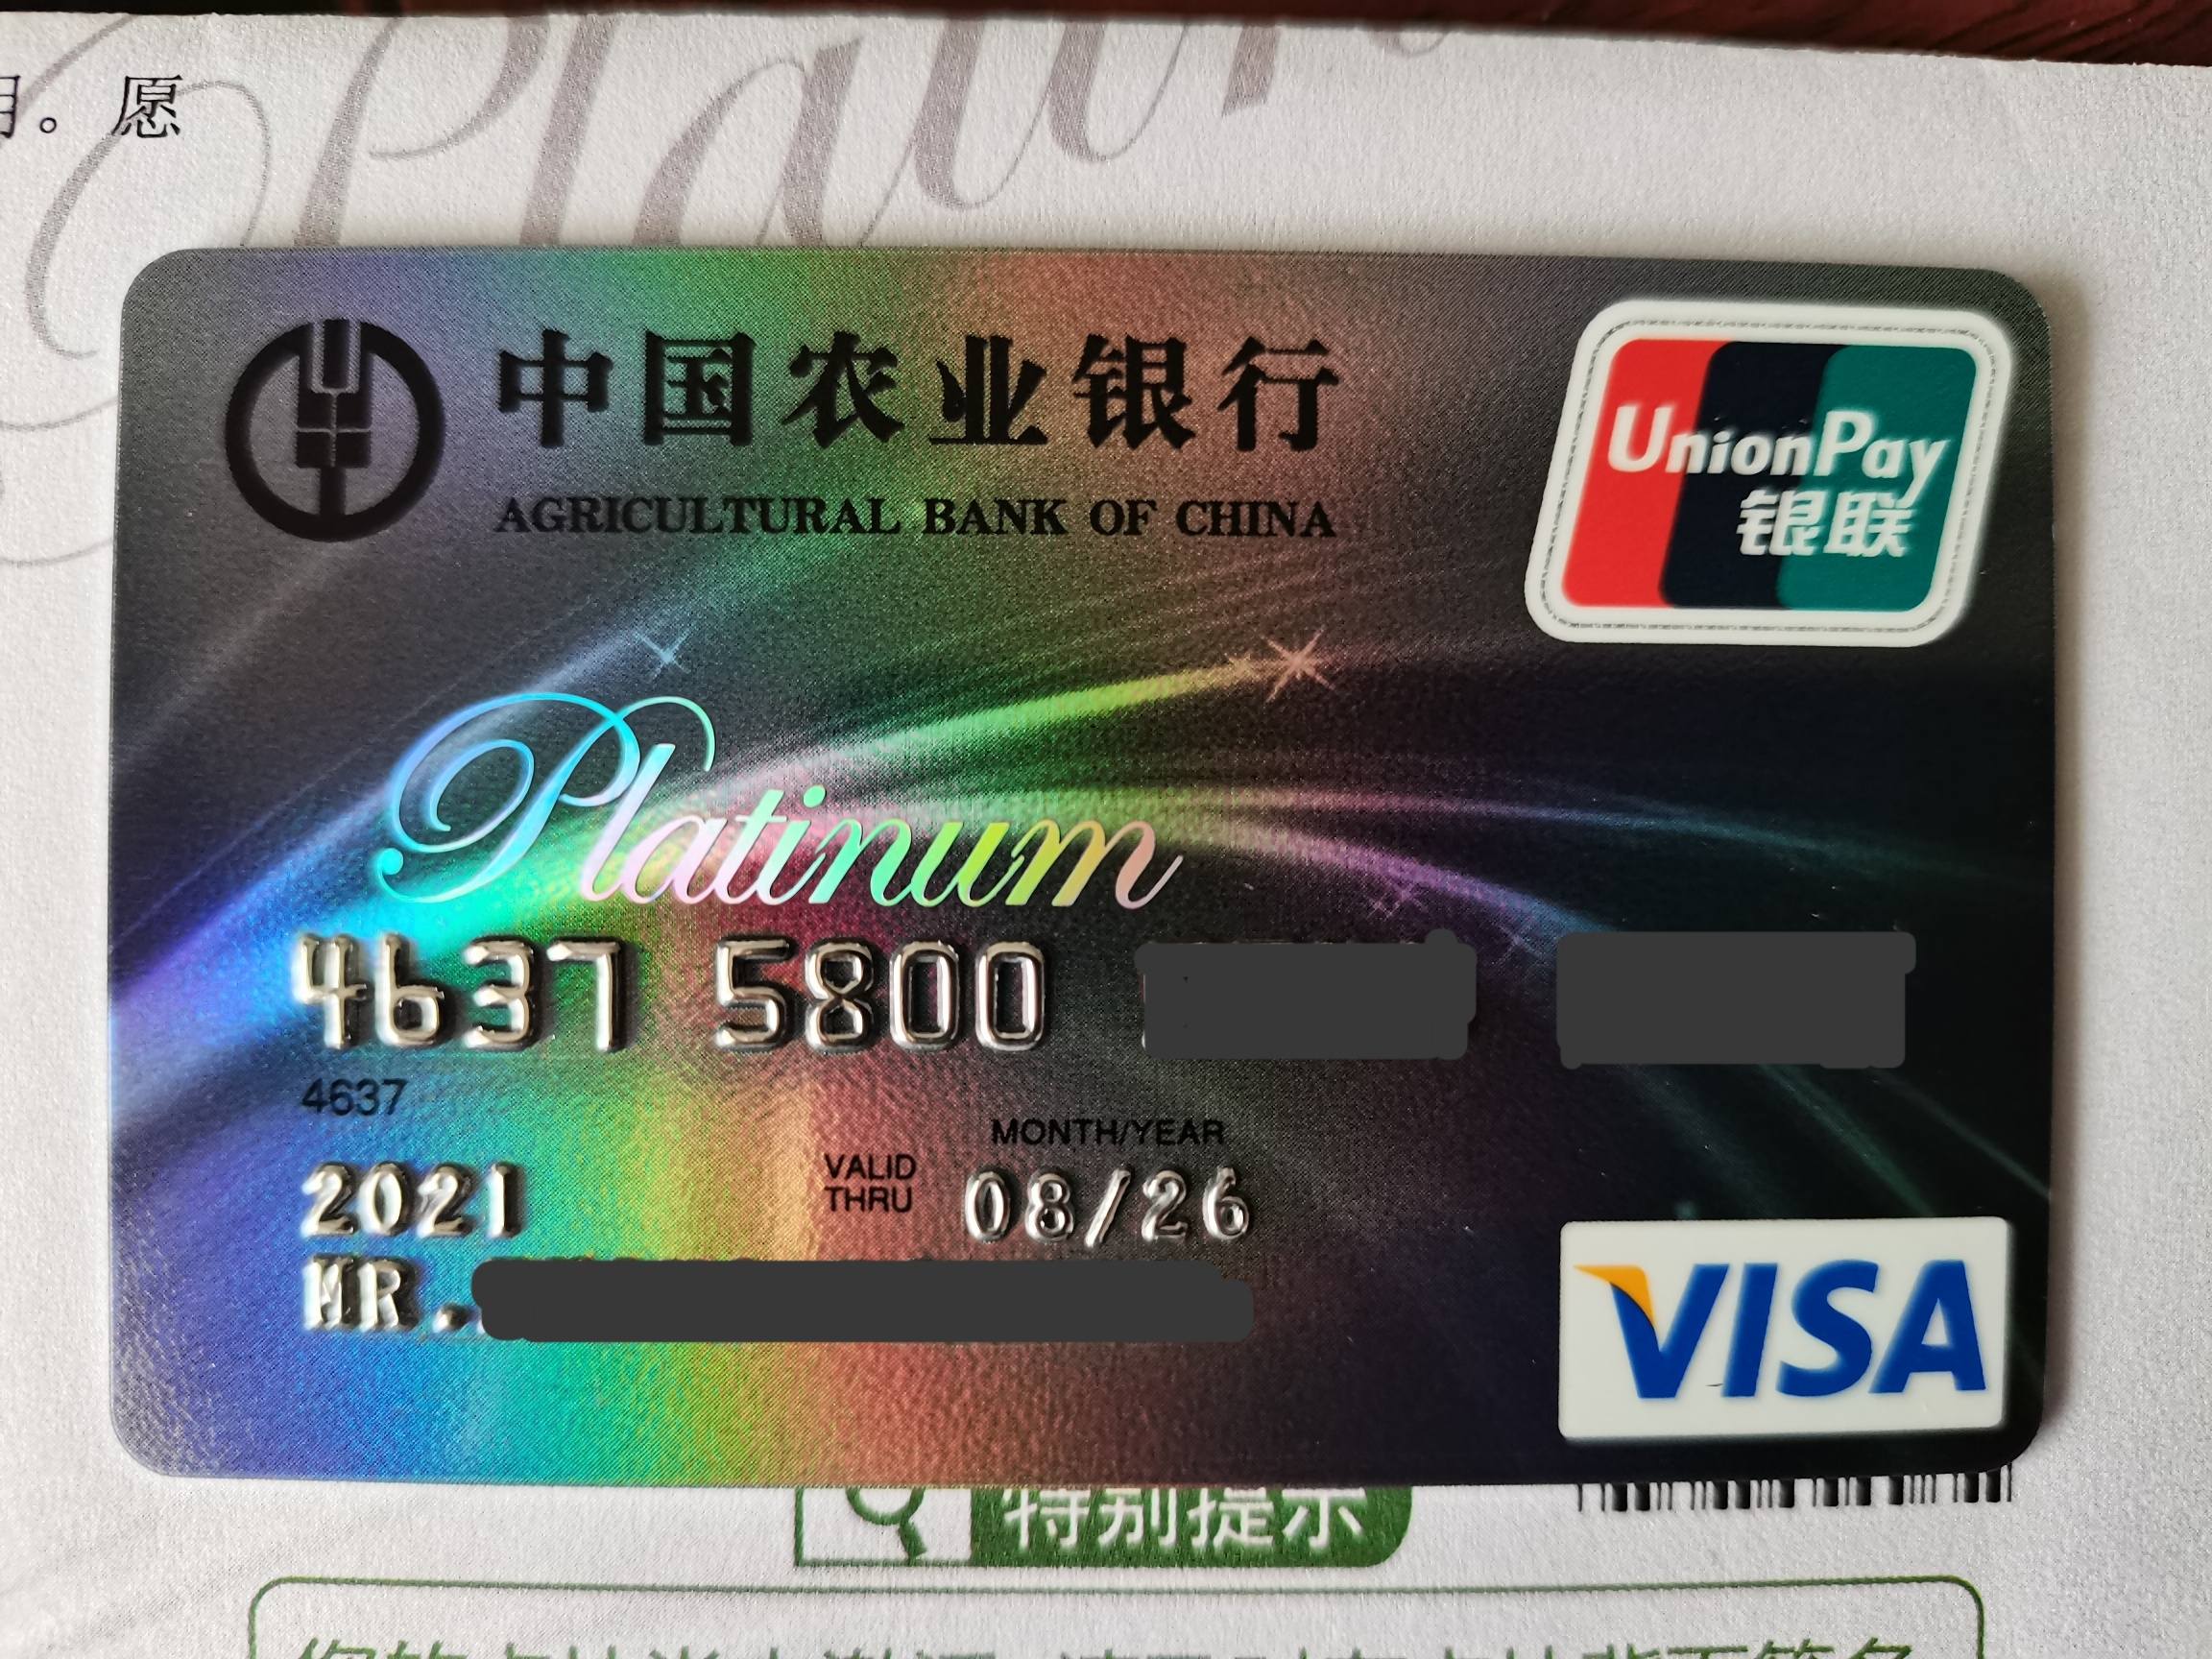 。愿
Platin
中国农业银行
AGRICULTURAL BANK OF CHINA
UnionPay
银联
Platinum
4637 5800
4637
MONTH/YEAR
2021
VALID
THRU
08/26
MR.
VISA
特别提示